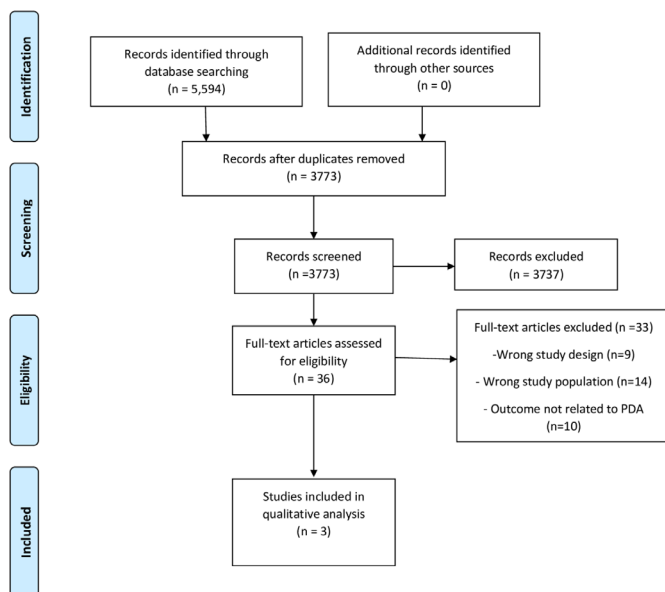 Identification
Records identified through
database searching
(n = 5,594)
Additional records identified
through other sources
(n = 0)
Records after duplicates removed
(n = 3773)
Screening
Records screened
(n =3773)
Records excluded
(n = 3737)
Eligibility
Full-text articles assessed
for eligibility
(n = 36)
Full-text articles excluded (n =33)
-Wrong study design (n=9)
- Wrong study population (n=14)
- Outcome not related to PDA
(n=10)
Included
Studies included in
qualitative analysis
(n = 3)